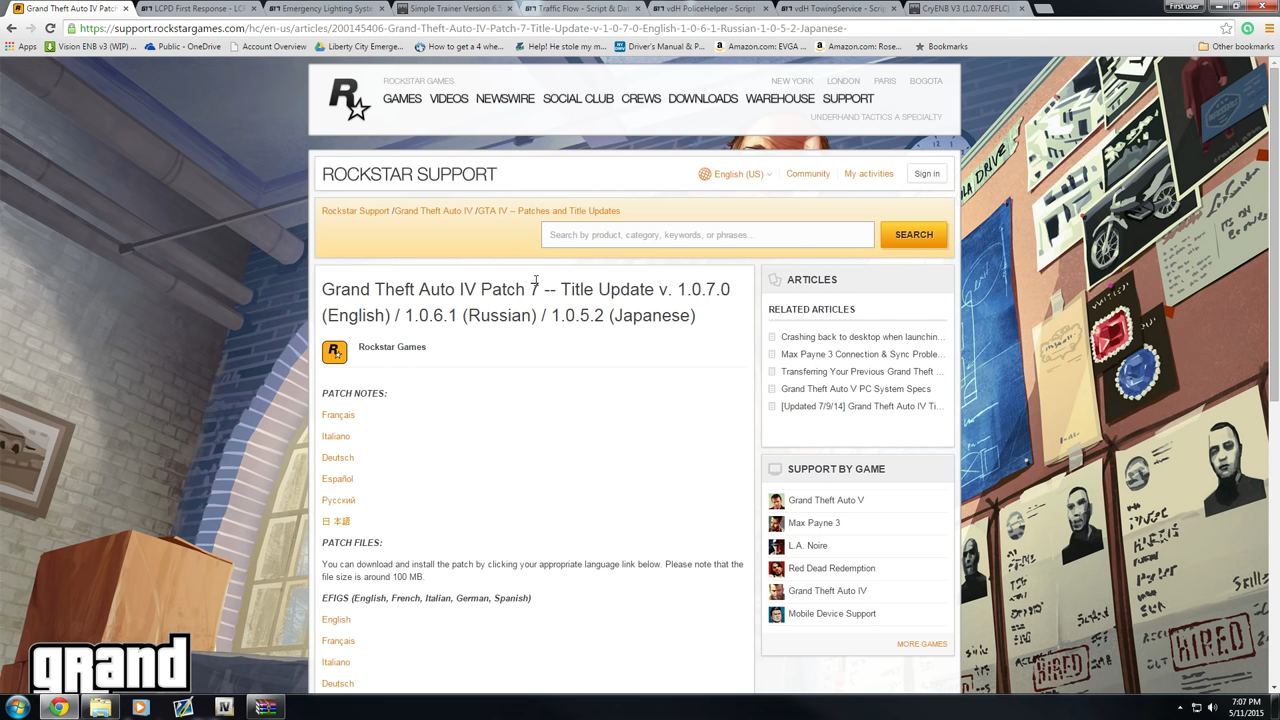 Grand Theft Auto IV Patch
LCPD First Response - LCF
Emergency Lighting Syste
Simple Trainer Version 6.5
Traffic Flow - Script & Dat
vdH PoliceHelper - Script
vdH TowingService - Scrip
CryENB V3 (1.0.7.0/EFLC)
First user
https://support.rockstargames.com/hc/en-us/articles/200145406-Grand-Theft-Auto-IV-Patch-7-Title-Update-v-1-0-7-0-English-1-0-6-1-Russian-1-0-5-2-Japanese-
Apps
Vision ENB v3 (WIP) ...
Public - OneDrive
Account Overview
Liberty City Emerge...
How to get a 4 whe...
Help! He stole my m...
Driver's Manual & P...
Amazon.com: EVGA ...
Amazon.com: Rose...
Bookmarks
Other bookmarks
ROCKSTAR GAMES
NEW YORK LONDON PARIS BOGOTA
GAMES VIDEOS NEWSWIRE SOCIAL CLUB CREWS DOWNLOADS WAREHOUSE SUPPORT
UNDERHAND TACTICS A SPECIALTY
ROCKSTAR SUPPORT
English (US)
Community
My activities
Sign in
Rockstar Support /Grand Theft Auto IV /GTA IV -- Patches and Title Updates
Search by product, category, keywords, or phrases...
SEARCH
Grand Theft Auto IV Patch 7 -- Title Update v. 1.0.7.0
(English) / 1.0.6.1 (Russian) / 1.0.5.2 (Japanese)
Rockstar Games
PATCH NOTES:
Français
Italiano
Deutsch
Español
Русский
日 本語
PATCH FILES:
You can download and install the patch by clicking your appropriate language link below. Please note that the
file size is around 100 MB.
EFIGS (English, French, Italian, German, Spanish)
English
Français
Italiano
Deutsch
ARTICLES
RELATED ARTICLES
Crashing back to desktop when launchin...
Max Payne 3 Connection & Sync Proble...
Transferring Your Previous Grand Theft ...
Grand Theft Auto V PC System Specs
[Updated 7/9/14] Grand Theft Auto IV Ti...
SUPPORT BY GAME
Grand Theft Auto V
Max Payne 3
L.A. Noire
Red Dead Redemption
Grand Theft Auto IV
Mobile Device Support
MORE GAMES
DRIVE
HIRED
HIRED
grand
IV
7:07 PM
5/11/2015